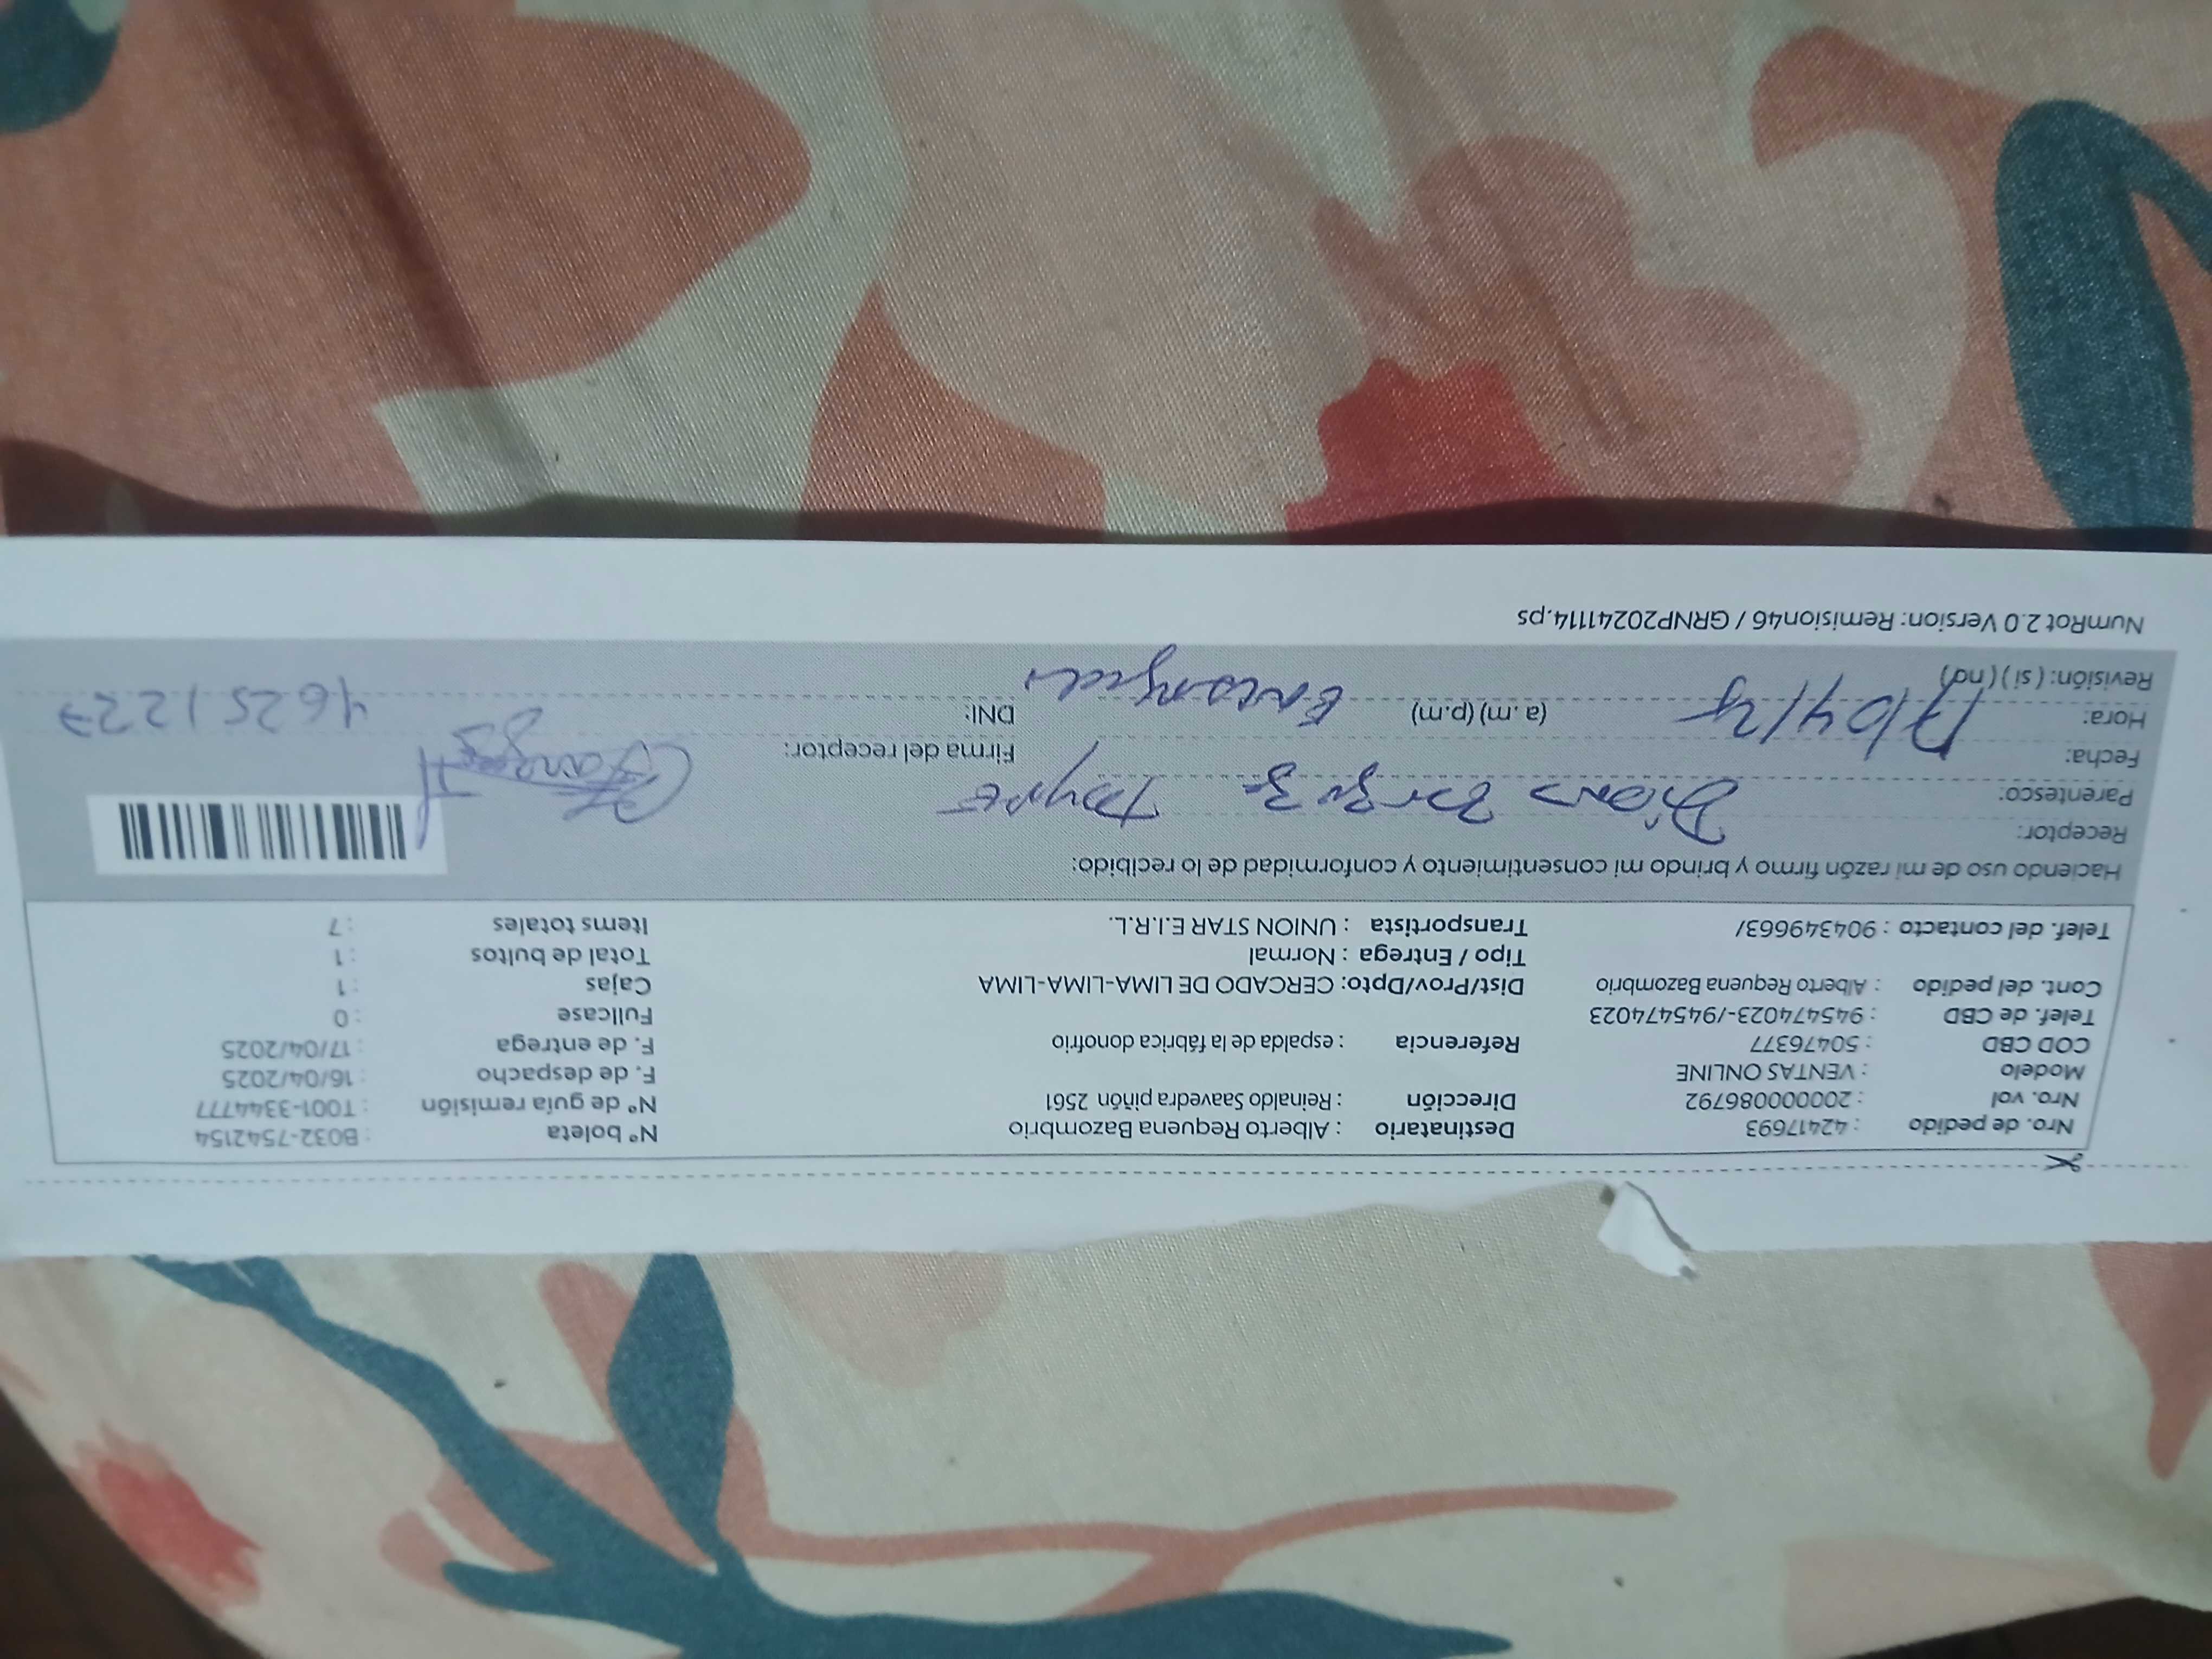 Nro. de pedido : 42417693 Destinatario : Alberto Requena Bazombrio N° boleta : B032-7542154
Nro. vol : 20000086792 Dirección : Reinaldo Saavedra piñón 2561 N° de guía remisión : T001-3344777
Modelo : VENTAS ONLINE F. de despacho : 16/04/2025
COD CBD : 50476377 Referencia : espalda de la fábrica donofrio F. de entrega : 17/04/2025
Telef. de CBD : 945474023-/945474023 Fullcase : 0
Cont. del pedido : Alberto Requena Bazombrio Dist/Prov/Dpto: CERCADO DE LIMA-LIMA-LIMA Cajas : 1
Tipo / Entrega : Normal Total de bultos : 1
Telef. del contacto : 904349663/ Transportista : UNION STAR E.I.R.L. Items totales : 7
Haciendo uso de mi razón firmo y brindo mi consentimiento y conformidad de lo recibido:
Receptor:
Parentesco:
Fecha: Firma del receptor:
Hora: 17/04/25 (a.m) (p.m) DNI:
Revisión: (si) (no)
NumRot 2.0 Version: Remision46 / GRNP20241114.ps